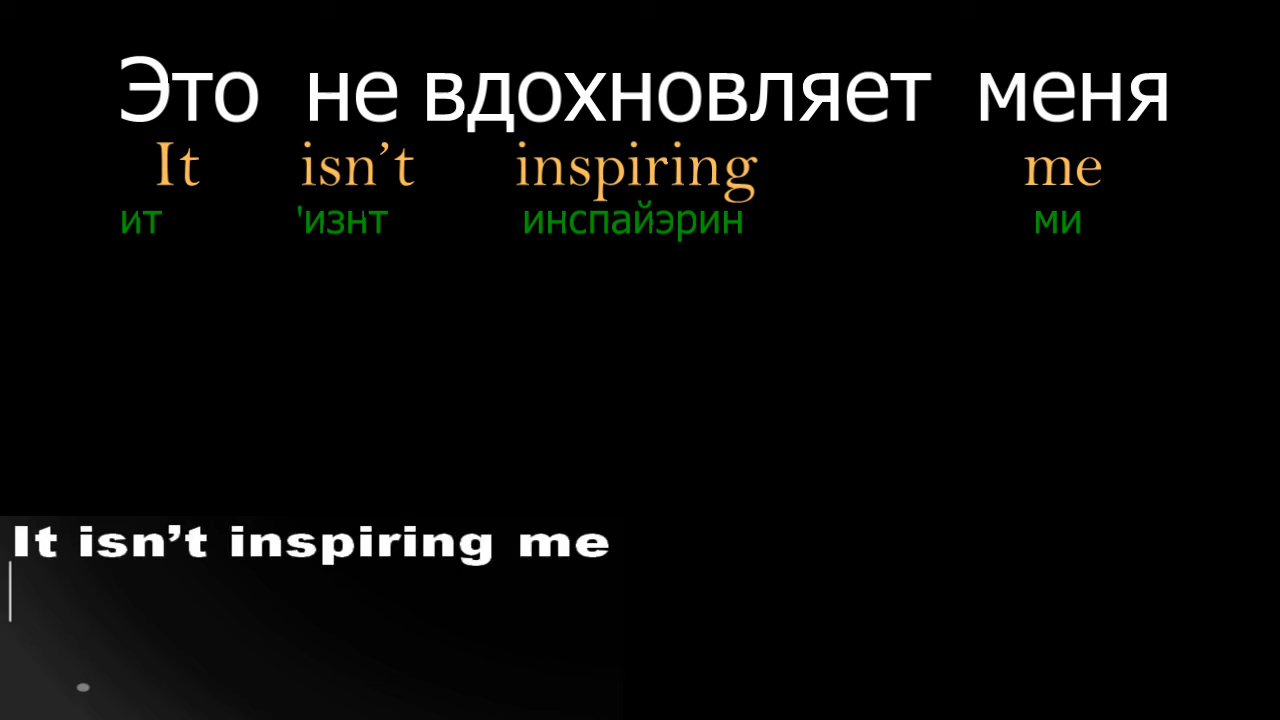 Это не вдохновляет меня
It isn’t inspiring me
ит 'изнт инспайэрин ми
It isn’t inspiring me